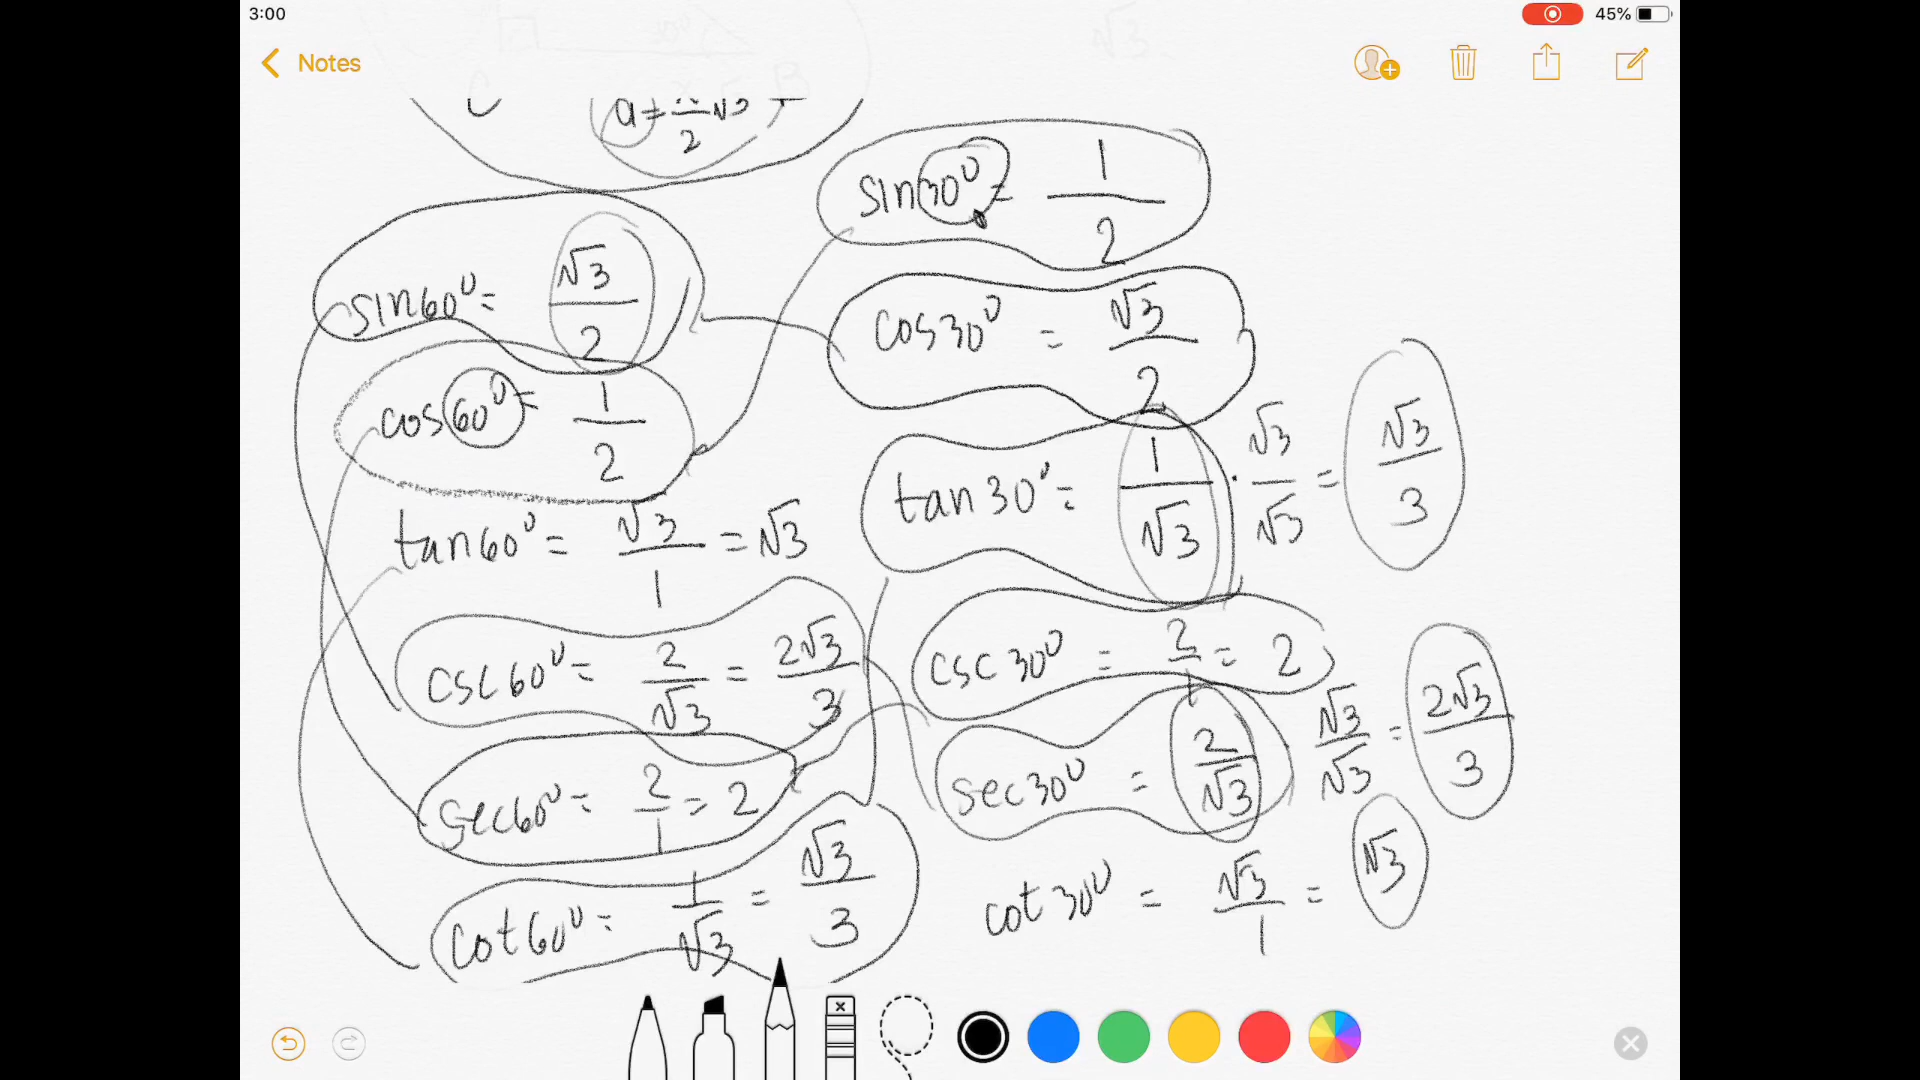 3:00
45%
Notes
sin30° = 1/2
sin60° = √3/2
cos30° = √3/2
cos60° = 1/2
tan30° = 1/√3 · √3/√3 = √3/3
tan60° = √3/1 = √3
csc60° = 2/√3 = 2√3/3
csc30° = 2/1 = 2
sec60° = 2/1 = 2
sec30° = 2/√3 √3/√3 = 2√3/3
cot60° = 1/√3 = √3/3
cot30° = √3/1 = √3